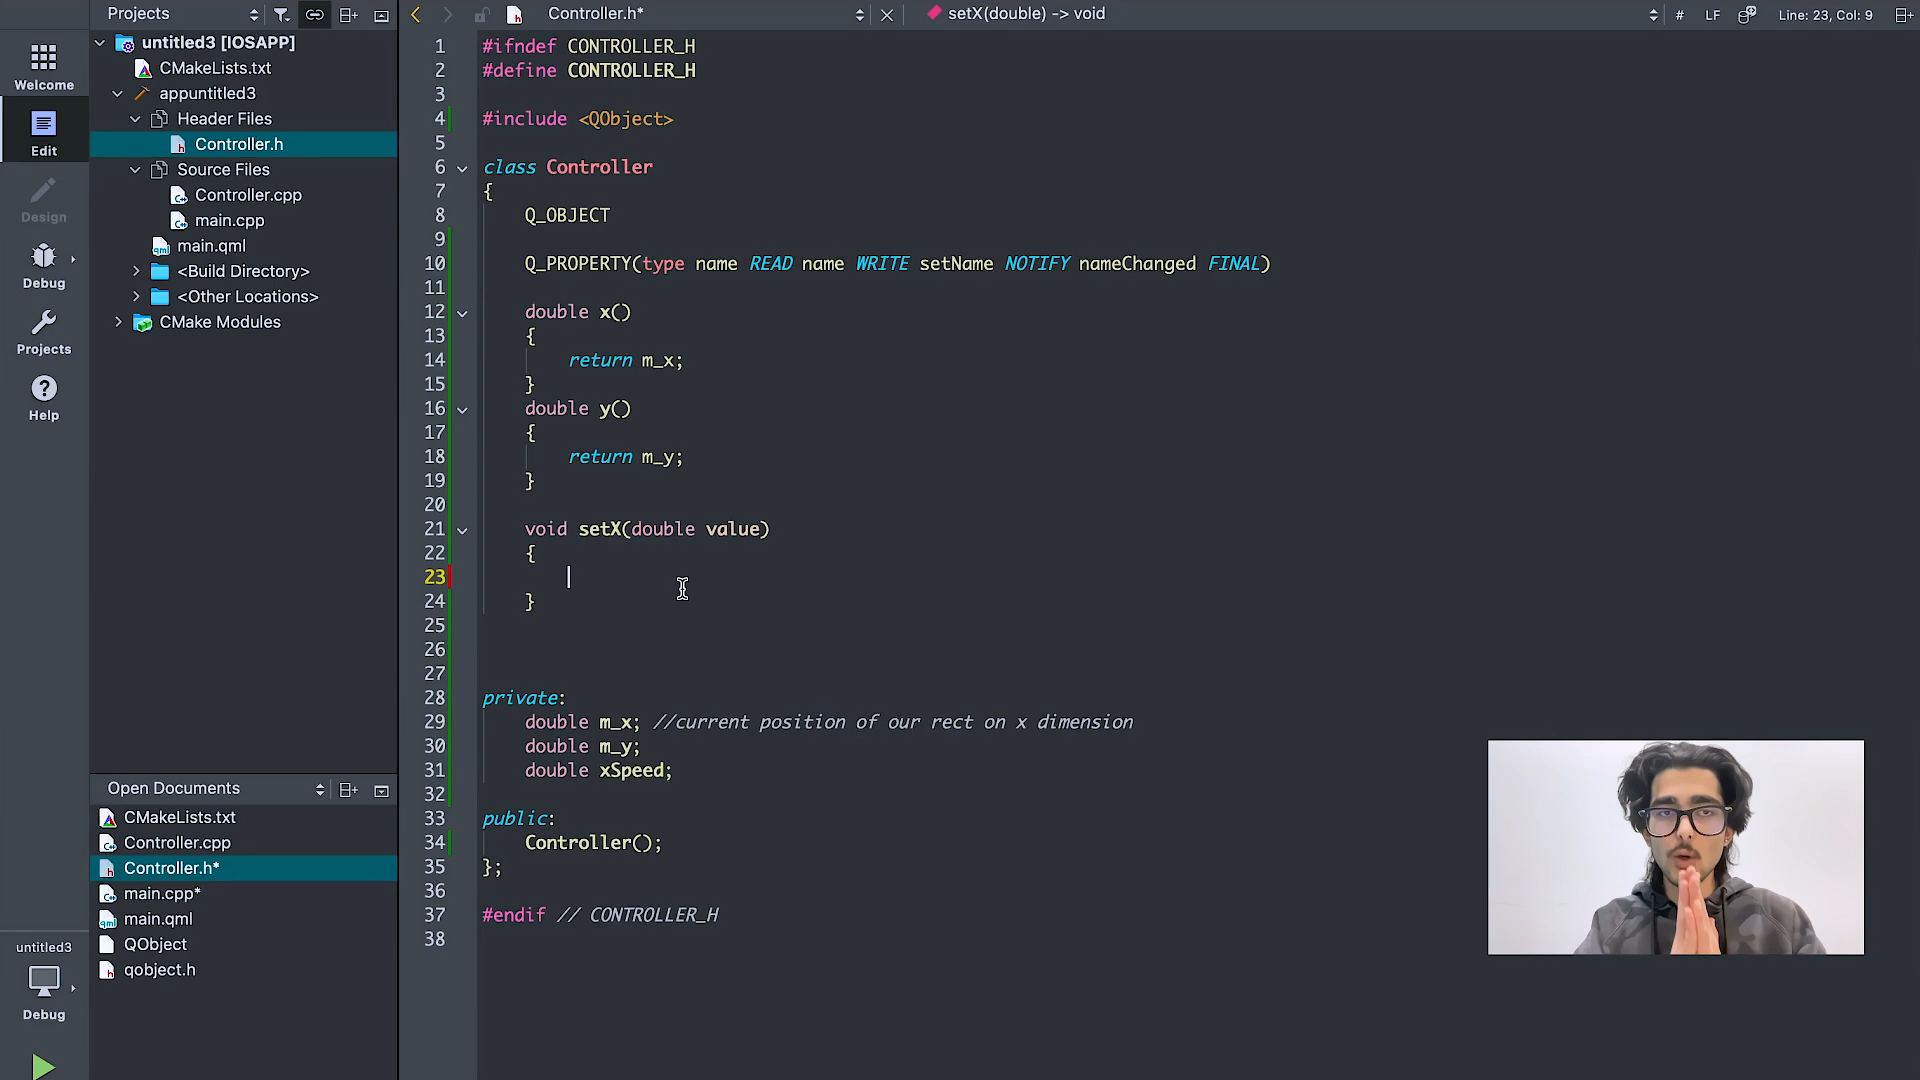 Projects
Controller.h*
setX(double) -> void
#
LF
Line: 23, Col: 9
Welcome
Edit
Design
Debug
Projects
Help
untitled3 [IOSAPP]
CMakeLists.txt
appuntitled3
Header Files
Controller.h
Source Files
Controller.cpp
main.cpp
main.qml
<Build Directory>
<Other Locations>
CMake Modules
Open Documents
CMakeLists.txt
Controller.cpp
Controller.h*
main.cpp*
main.qml
QObject
qobject.h
untitled3
Debug
1 #ifndef CONTROLLER_H
2 #define CONTROLLER_H
3
4 #include <QObject>
5
6 class Controller
7 {
8 Q_OBJECT
9
10 Q_PROPERTY(type name READ name WRITE setName NOTIFY nameChanged FINAL)
11
12 double x()
13 {
14 return m_x;
15 }
16 double y()
17 {
18 return m_y;
19 }
20
21 void setX(double value)
22 {
23
24 }
25
26
27
28 private:
29 double m_x; //current position of our rect on x dimension
30 double m_y;
31 double xSpeed;
32
33 public:
34 Controller();
35 };
36
37 #endif // CONTROLLER_H
38